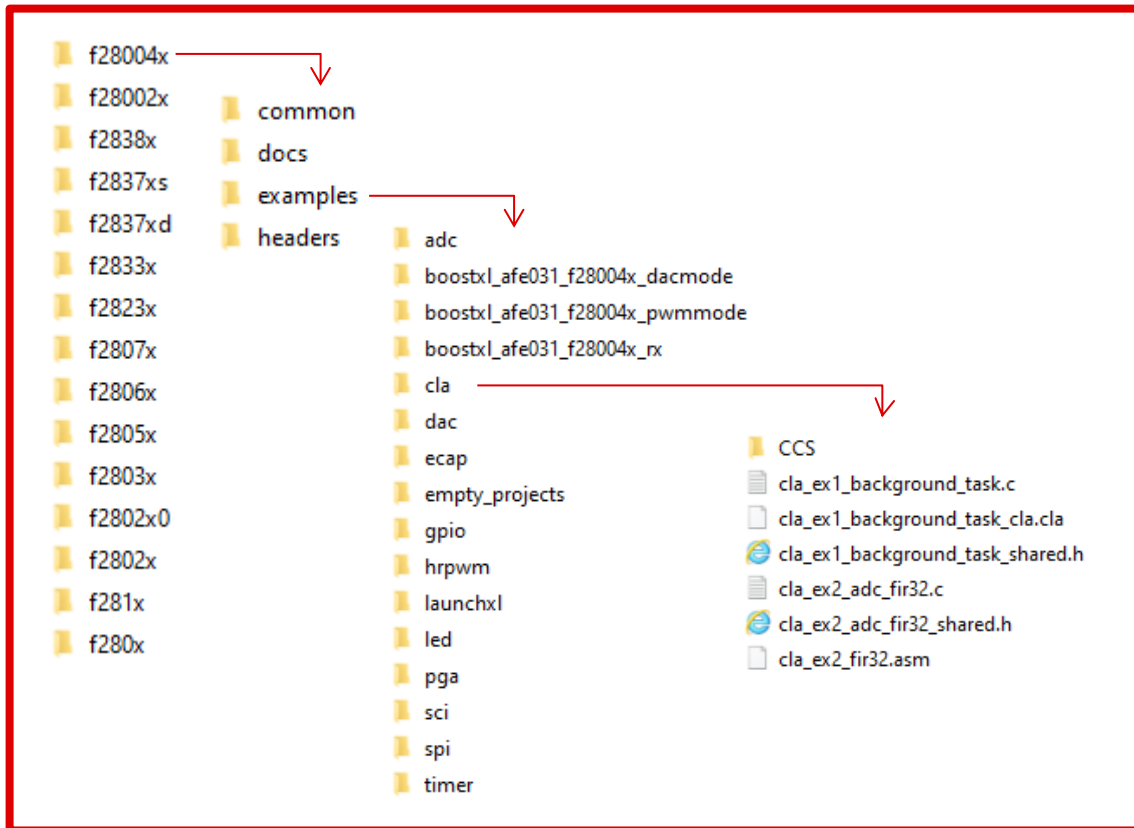 f28004x
f28002x
f2838x
f2837xs
f2837xd
f2833x
f2823x
f2807x
f2806x
f2805x
f2803x
f2802x0
f2802x
f281x
f280x
common
docs
examples
headers
adc
boostxl_afe031_f28004x_dacmode
boostxl_afe031_f28004x_pwmmode
boostxl_afe031_f28004x_rx
cla
dac
ecap
empty_projects
gpio
hrpwm
launchxl
led
pga
sci
spi
timer
CCS
cla_ex1_background_task.c
cla_ex1_background_task_cla.cla
cla_ex1_background_task_shared.h
cla_ex2_adc_fir32.c
cla_ex2_adc_fir32_shared.h
cla_ex2_fir32.asm